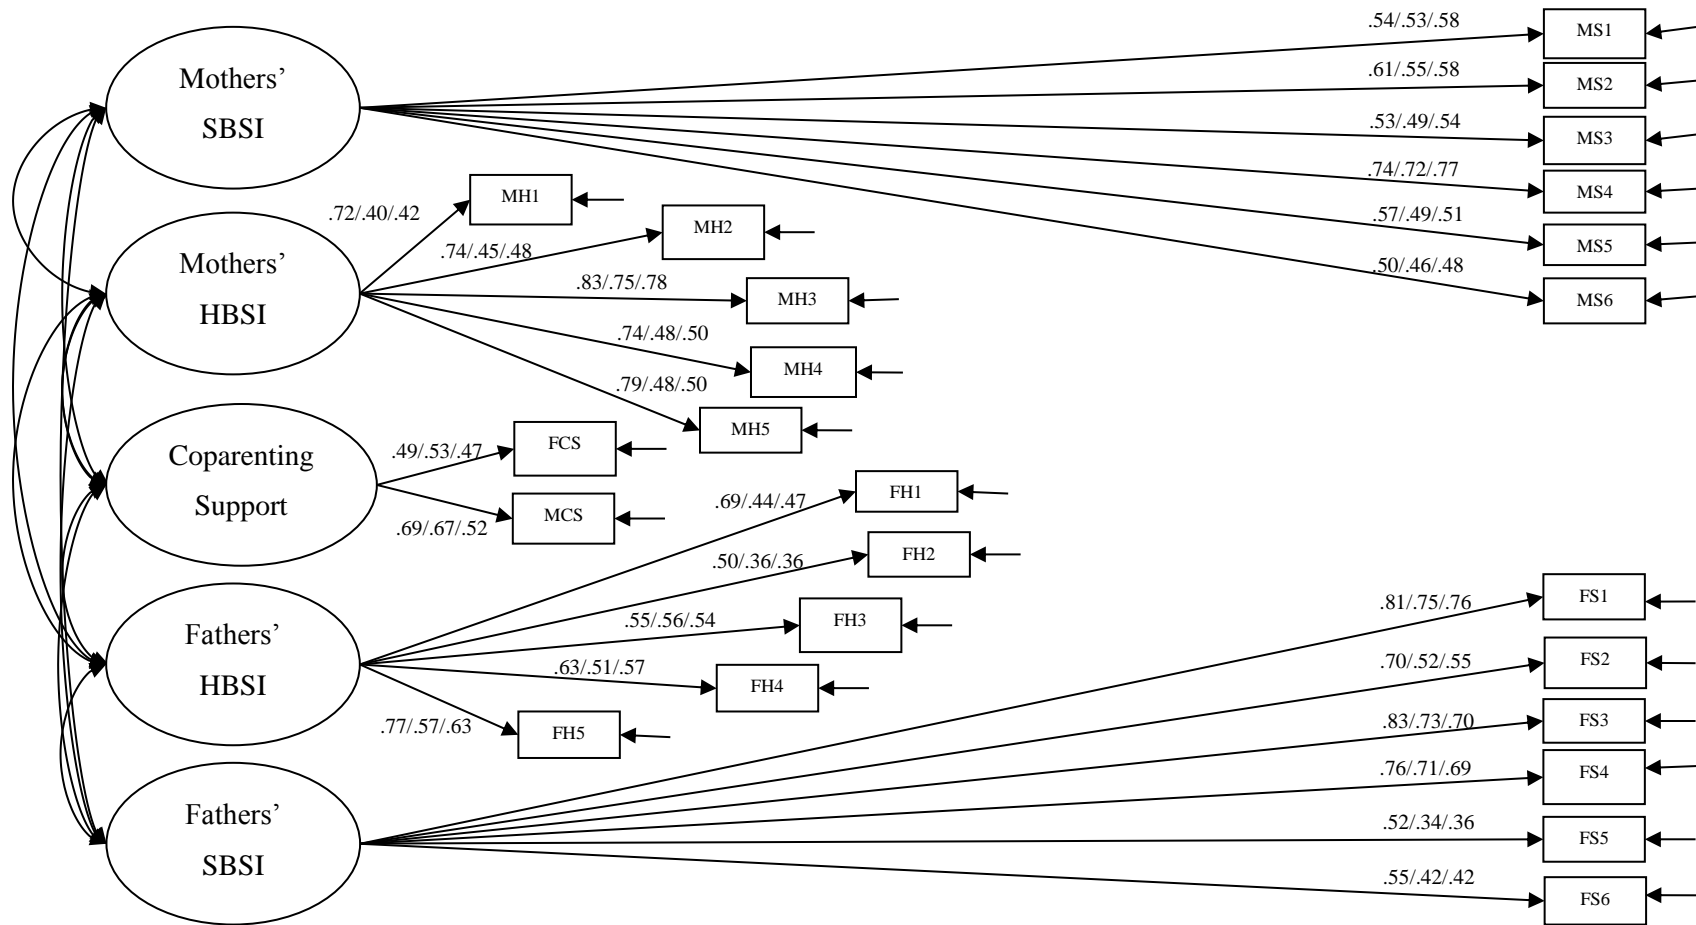 Mothers’
SBSI
.54/.53/.58
MS1
.61/.55/.58
MS2
.53/.49/.54
MS3
.74/.72/.77
MS4
.57/.49/.51
MS5
.50/.46/.48
MS6
Mothers’
HBSI
.72/.40/.42
MH1
.74/.45/.48
MH2
.83/.75/.78
MH3
.74/.48/.50
MH4
.79/.48/.50
MH5
Coparenting
Support
.49/.53/.47
FCS
.69/.67/.52
MCS
Fathers’
HBSI
.69/.44/.47
FH1
.50/.36/.36
FH2
.55/.56/.54
FH3
.63/.51/.57
FH4
.77/.57/.63
FH5
Fathers’
SBSI
.81/.75/.76
FS1
.70/.52/.55
FS2
.83/.73/.70
FS3
.76/.71/.69
FS4
.52/.34/.36
FS5
.55/.42/.42
FS6